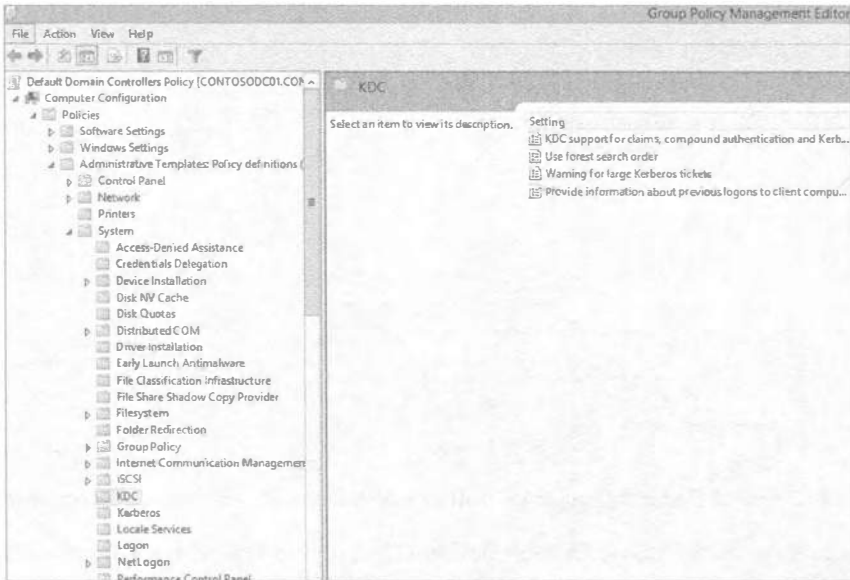 Group Policy Management Editor
File Action View Help
Default Domain Controllers Policy [CONTOSODC01.CON
Computer Configuration
Policies
Software Settings
Windows Settings
Administrative Templates: Policy definitions (
Control Panel
Network
Printers
System
Access-Denied Assistance
Credentials Delegation
Device Installation
Disk NV Cache
Disk Quotas
Distributed COM
Driver Installation
Early Launch Antimalware
File Classification Infrastructure
File Share Shadow Copy Provider
Filesystem
Folder Redirection
Group Policy
Internet Communication Management
iSCSI
KDC
Kerberos
Locale Services
Logon
NetLogon
Performance Control Panel
KDC
Select an item to view its description.
Setting
KDC support for claims, compound authentication and Kerb...
Use forest search order
Warning for large Kerberos tickets
Provide information about previous logons to client compu...